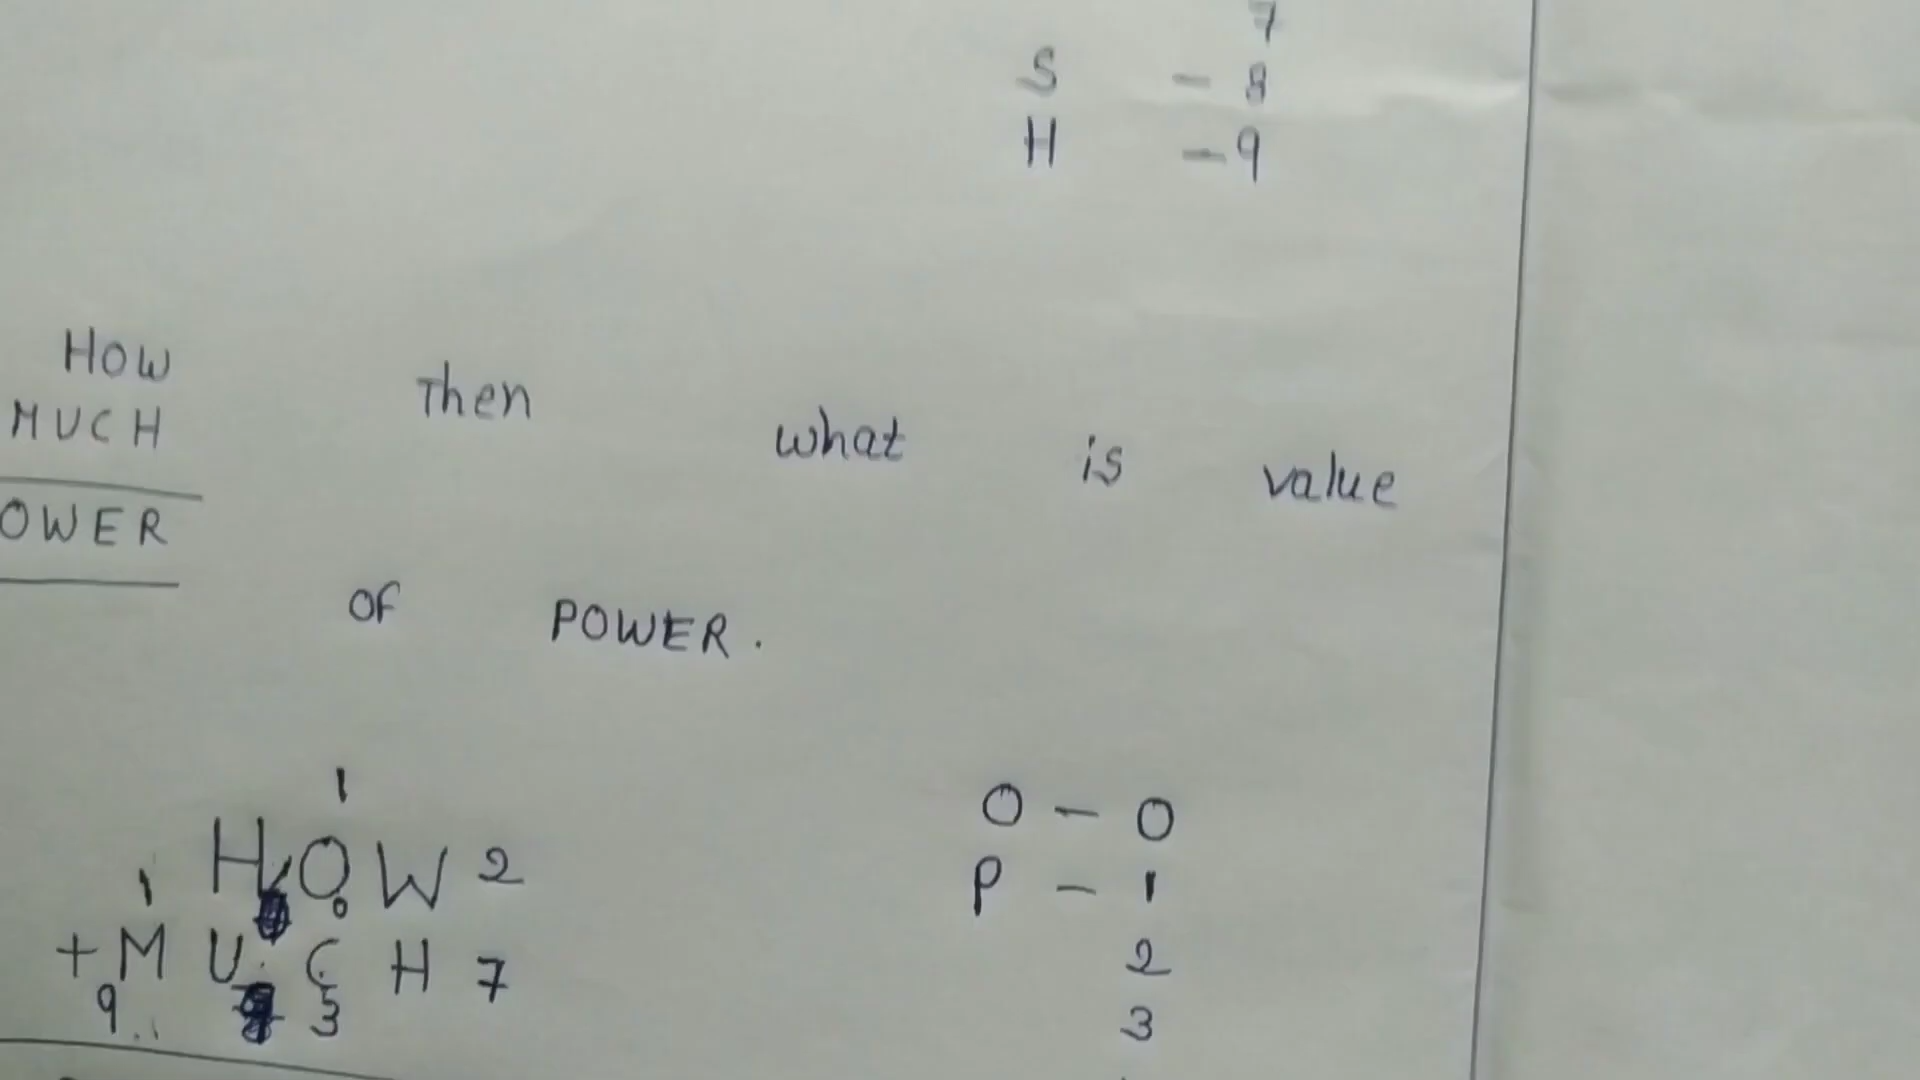 7
S - 8
H - 9
HOW
MUCH
OWER
Then what is value
OF POWER.
1
1 H O W 2
0
+ M U C H 7
9 3
O - 0
P - 1
2
3